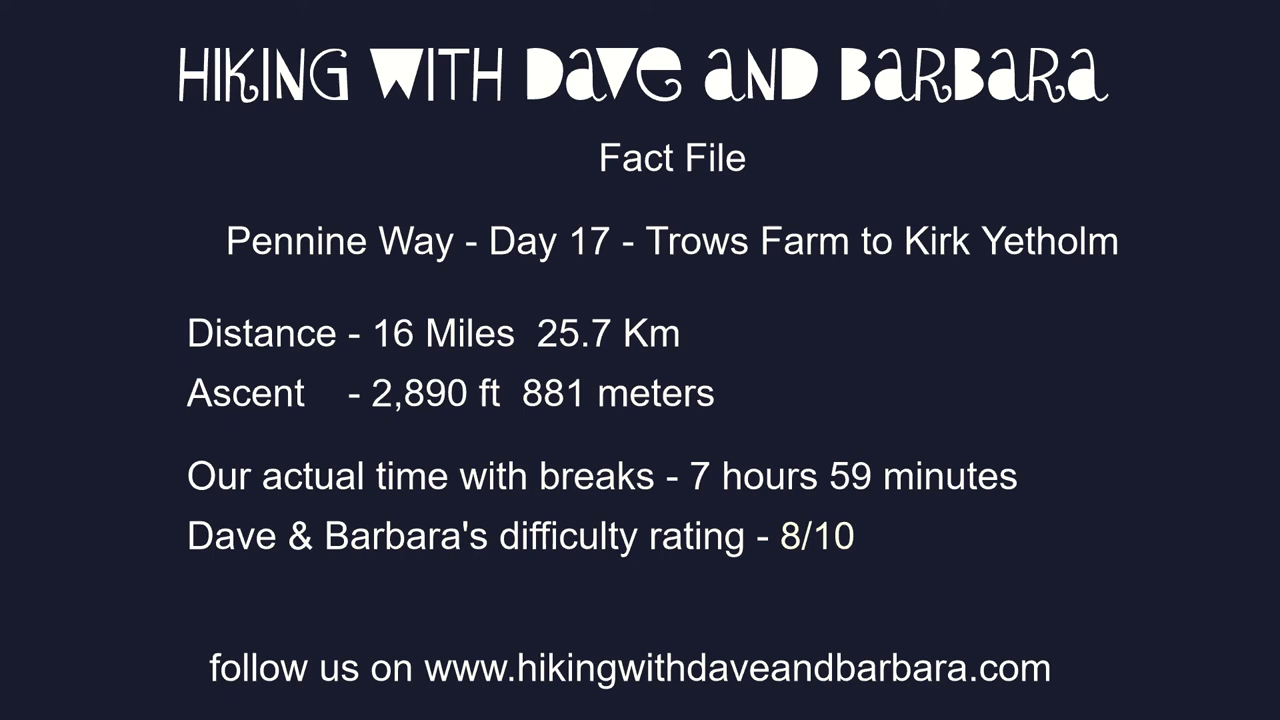 HIKING WITH Dave AND BARBARA
Fact File
Pennine Way - Day 17 - Trows Farm to Kirk Yetholm
Distance - 16 Miles 25.7 Km
Ascent - 2,890 ft 881 meters
Our actual time with breaks - 7 hours 59 minutes
Dave & Barbara's difficulty rating - 8/10
follow us on www.hikingwithdaveandbarbara.com